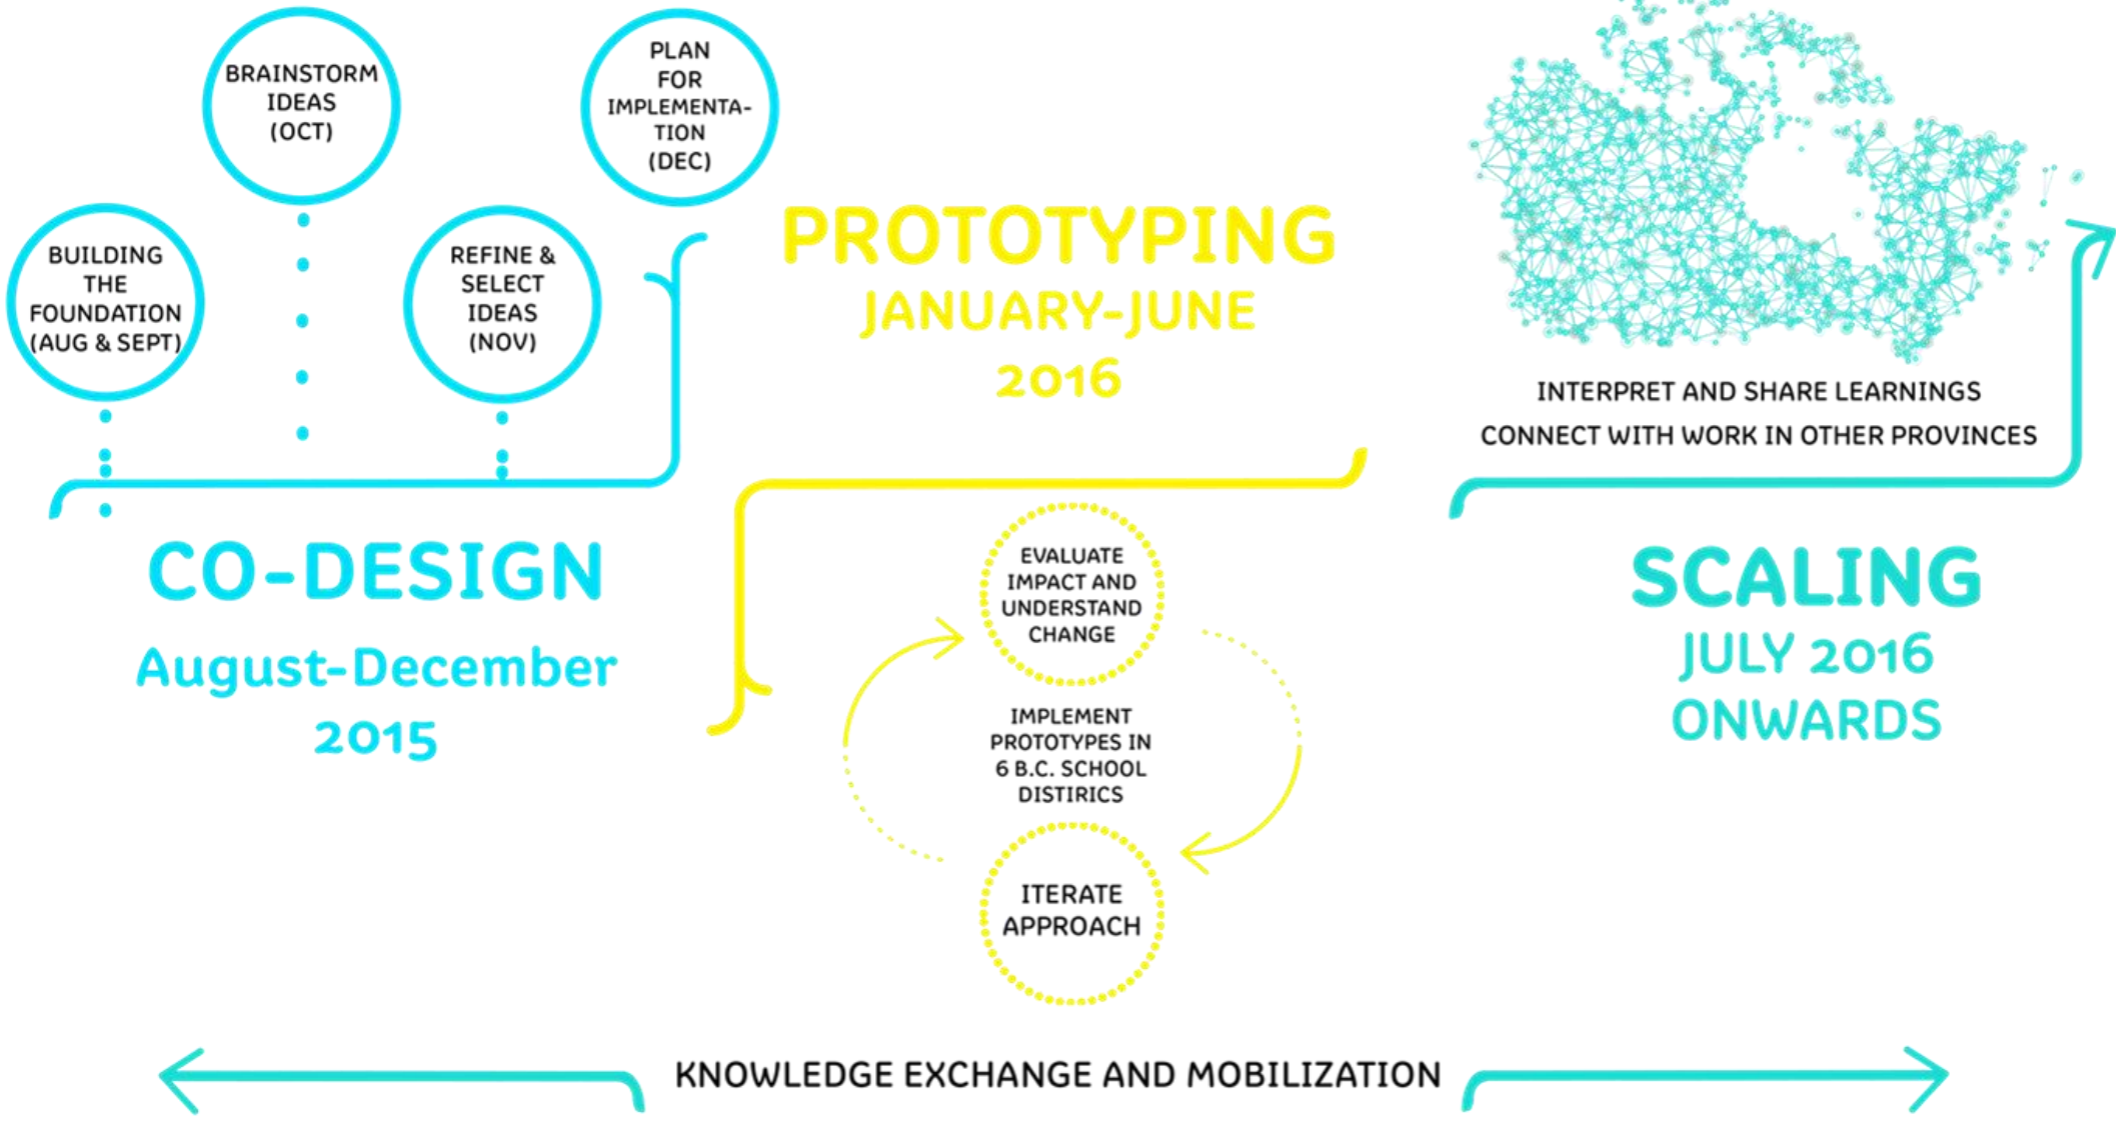 BRAINSTORM
IDEAS
(OCT)
PLAN
FOR
IMPLEMENTA-
TION
(DEC)
BUILDING
THE
FOUNDATION
(AUG & SEPT)
REFINE &
SELECT
IDEAS
(NOV)
CO-DESIGN
August-December
2015
PROTOTYPING
JANUARY-JUNE
2016
EVALUATE
IMPACT AND
UNDERSTAND
CHANGE
IMPLEMENT
PROTOTYPES IN
6 B.C. SCHOOL
DISTIRICS
ITERATE
APPROACH
INTERPRET AND SHARE LEARNINGS
CONNECT WITH WORK IN OTHER PROVINCES
SCALING
JULY 2016
ONWARDS
KNOWLEDGE EXCHANGE AND MOBILIZATION